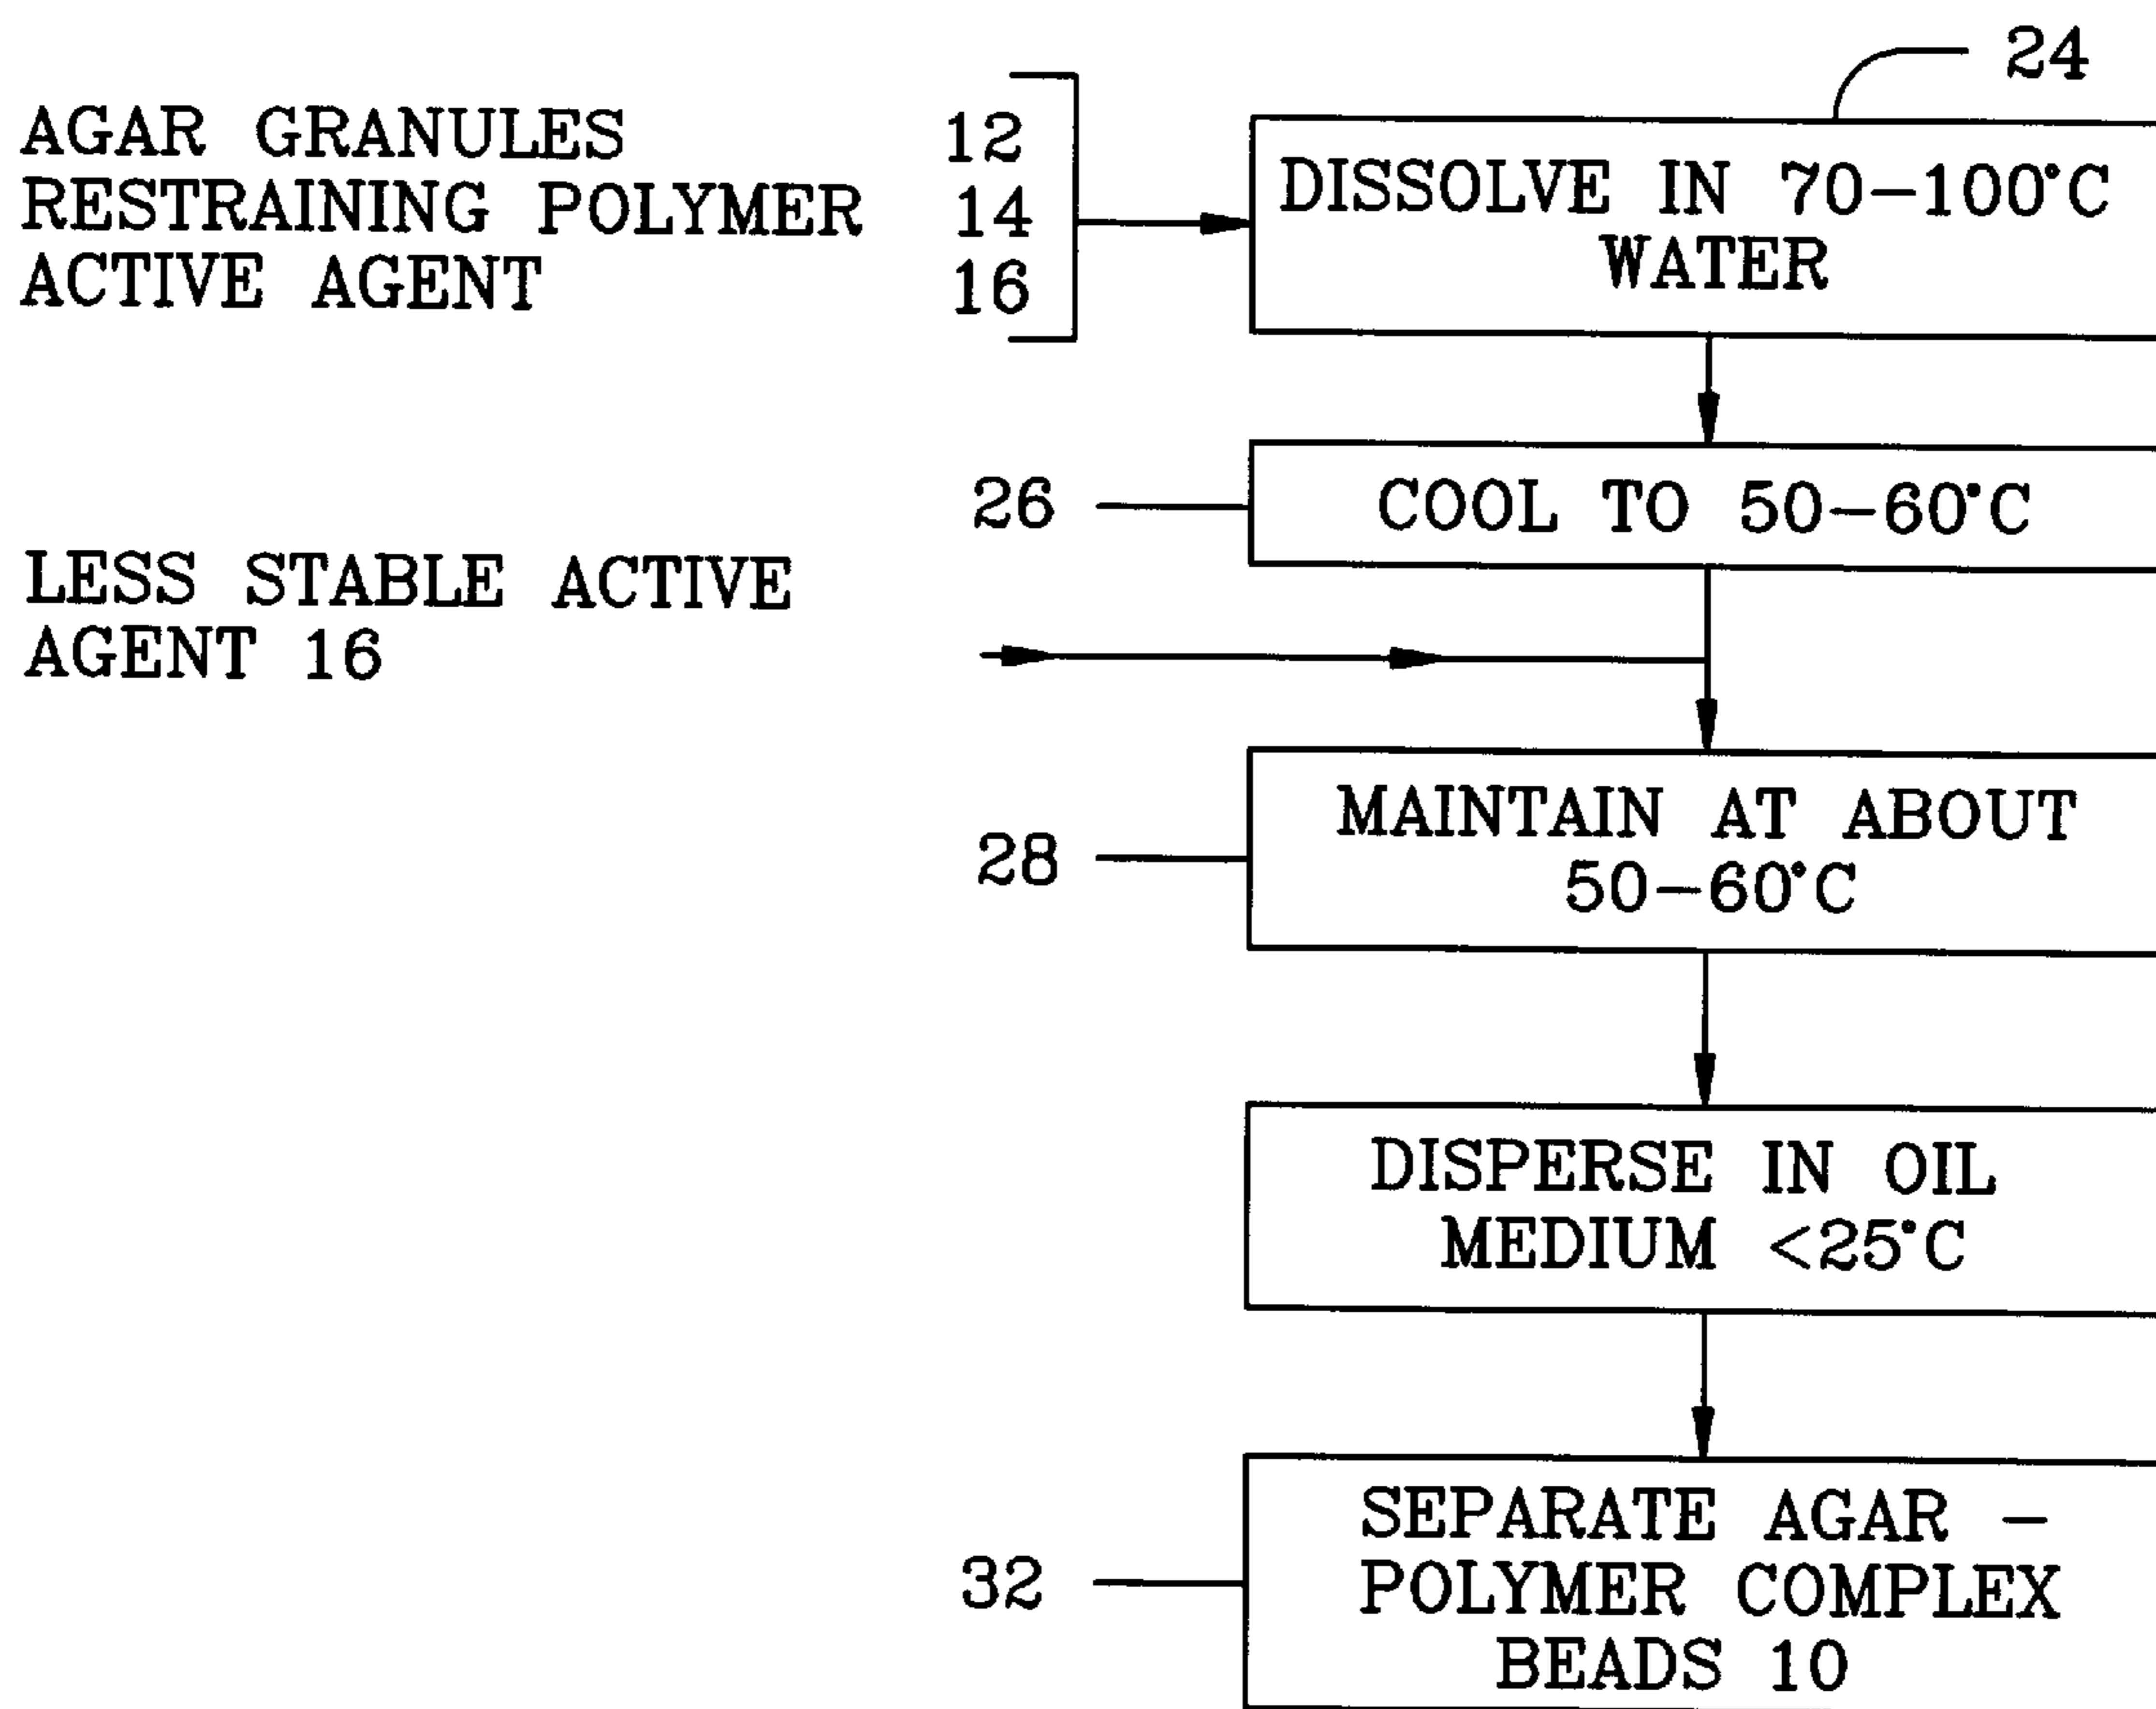 24
AGAR GRANULES 12
RESTRAINING POLYMER 14
ACTIVE AGENT 16
DISSOLVE IN 70-100°C
WATER
26
COOL TO 50-60°C
LESS STABLE ACTIVE
AGENT 16
28
MAINTAIN AT ABOUT
50-60°C
DISPERSE IN OIL
MEDIUM <25°C
32
SEPARATE AGAR -
POLYMER COMPLEX
BEADS 10